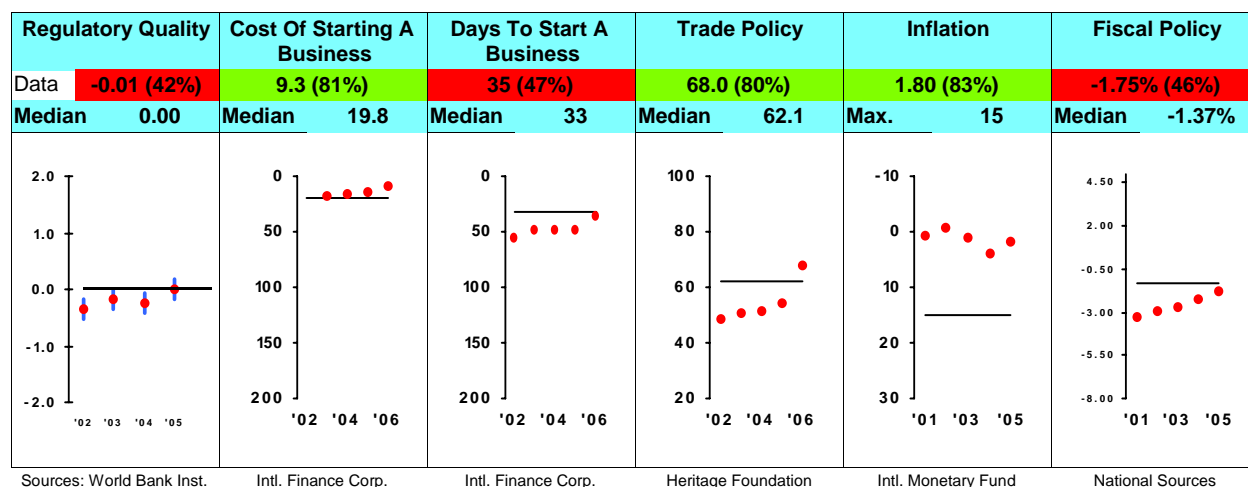 Regulatory Quality
Cost Of Starting A
Business
Days To Start A
Business
Trade Policy
Inflation
Fiscal Policy
Data -0.01 (42%) 9.3 (81%) 35 (47%) 68.0 (80%) 1.80 (83%) -1.75% (46%)
Median 0.00 Median 19.8 Median 33 Median 62.1 Max. 15 Median -1.37%
2.0
1.0
0.0
-1.0
-2.0
'02 '03 '04 '05
0
50
100
150
200
'02 '04 '06
0
50
100
150
200
'02 '04 '06
100
80
60
40
20
'02 '04 '06
-10
0
10
20
30
'01 '03 '05
4.50
2.00
-0.50
-3.00
-5.50
-8.00
'01 '03 '05
Sources: World Bank Inst. Intl. Finance Corp. Intl. Finance Corp. Heritage Foundation Intl. Monetary Fund National Sources